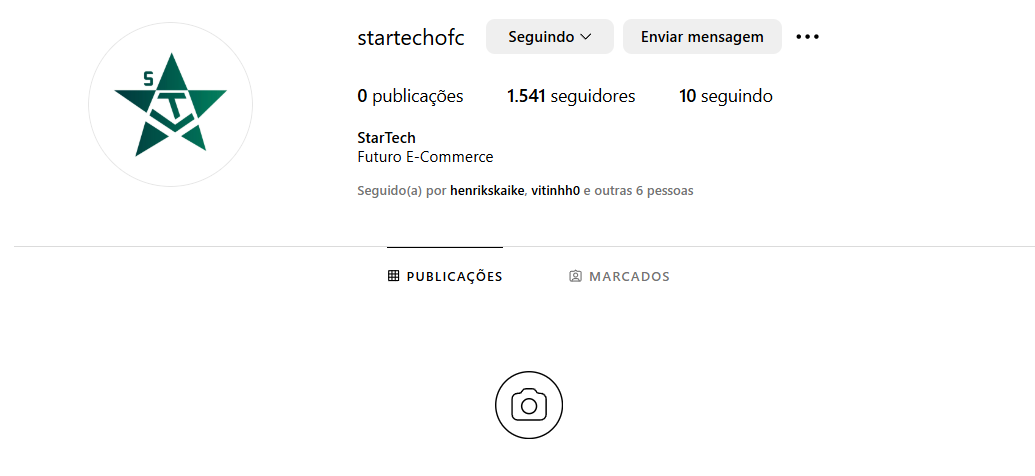 startechofc Seguindo Enviar mensagem
0 publicações 1.541 seguidores 10 seguindo
S
T
StarTech
Futuro E-Commerce
Seguido(a) por henrikskaike, vitinhh0 e outras 6 pessoas
PUBLICAÇÕES MARCADOS